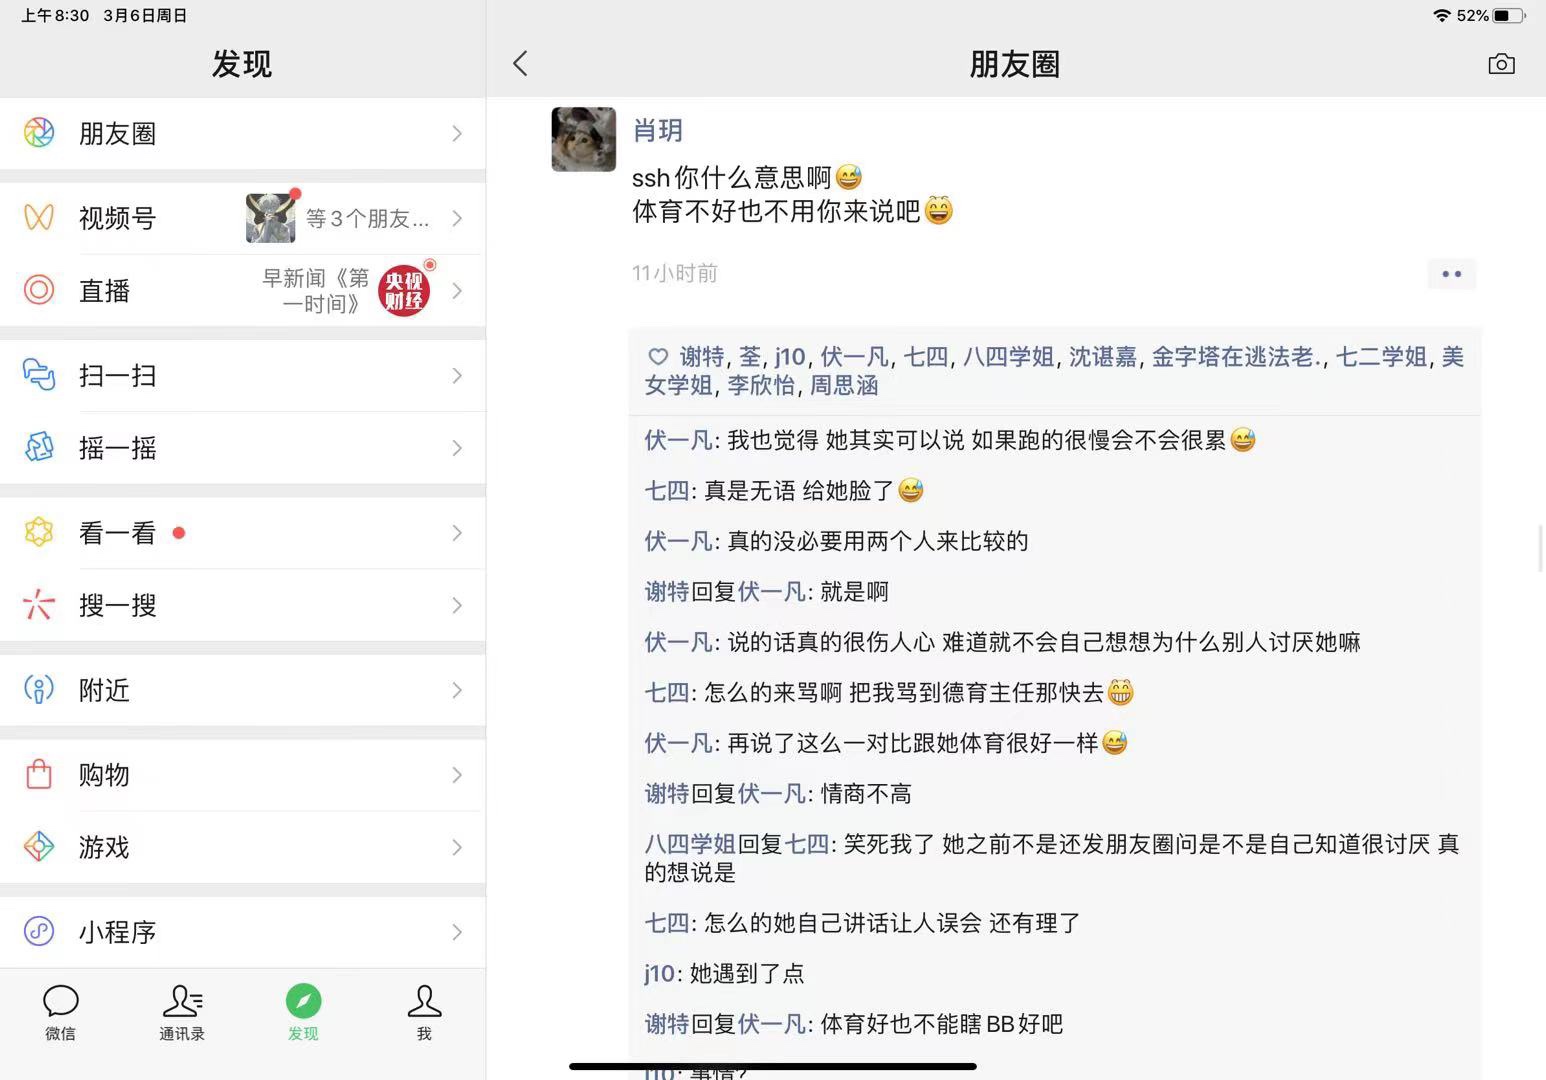 上午8:30 3月6日周日
52%
发现
朋友圈
视频号
等3个朋友...
直播
早新闻《第
一时间》
央视
财经
扫一扫
摇一摇
看一看
搜一搜
附近
购物
游戏
小程序
微信
通讯录
发现
我
朋友圈
肖玥
ssh你什么意思啊😅
体育不好也不用你来说吧😄
11小时前
谢特, 荃, j10, 伏一凡, 七四, 八四学姐, 沈谌嘉, 金字塔在逃法老., 七二学姐, 美
女学姐, 李欣怡, 周思涵
伏一凡: 我也觉得 她其实可以说 如果跑的很慢会不会很累😅
七四: 真是无语 给她脸了😅
伏一凡: 真的没必要用两个人来比较的
谢特回复伏一凡: 就是啊
伏一凡: 说的话真的很伤人心 难道就不会自己想想为什么别人讨厌她嘛
七四: 怎么的来骂啊 把我骂到德育主任那快去😁
伏一凡: 再说了这么一对比跟她体育很好一样😅
谢特回复伏一凡: 情商不高
八四学姐回复七四: 笑死我了 她之前不是还发朋友圈问是不是自己知道很讨厌 真
的想说是
七四: 怎么的她自己讲话让人误会 还有理了
j10: 她遇到了点
谢特回复伏一凡: 体育好也不能瞎BB好吧
j10: 事情?